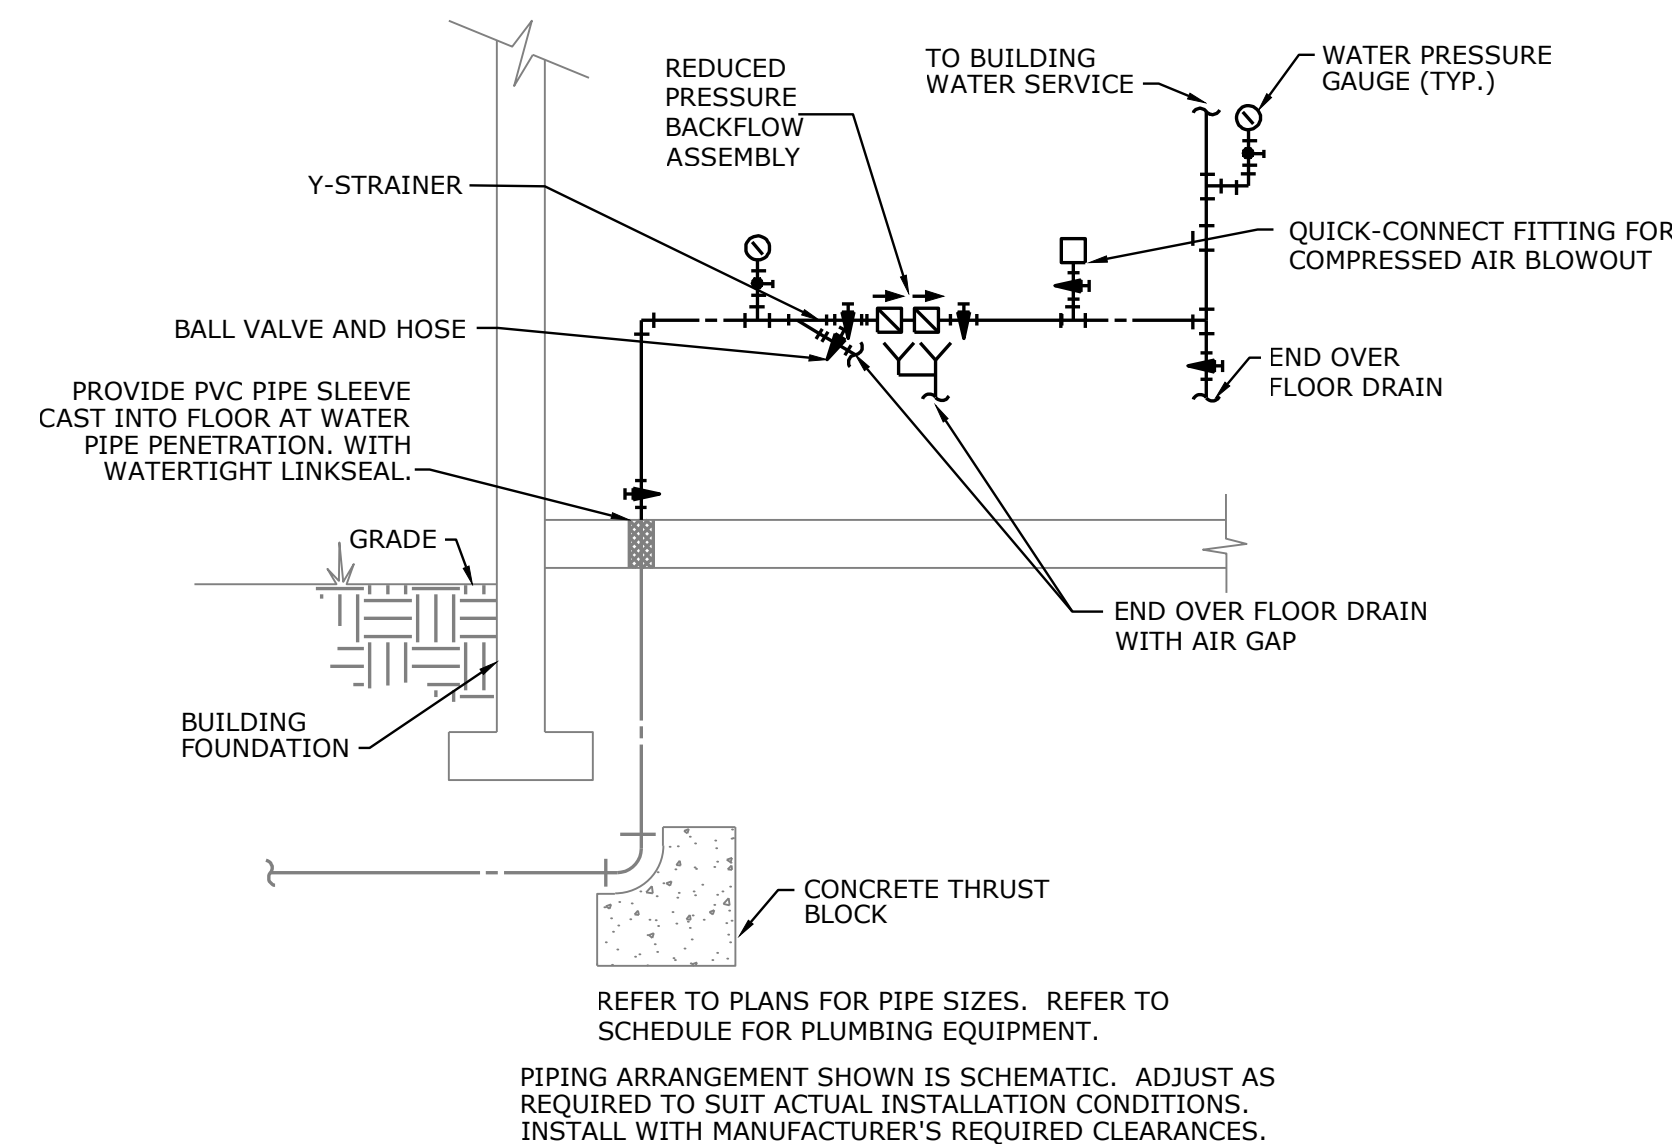 REDUCED
PRESSURE
BACKFLOW
ASSEMBLY
TO BUILDING
WATER SERVICE
WATER PRESSURE
GAUGE (TYP.)
Y-STRAINER
QUICK-CONNECT FITTING FOR
COMPRESSED AIR BLOWOUT
BALL VALVE AND HOSE
END OVER
FLOOR DRAIN
PROVIDE PVC PIPE SLEEVE
CAST INTO FLOOR AT WATER
PIPE PENETRATION. WITH
WATERTIGHT LINKSEAL.
GRADE
END OVER FLOOR DRAIN
WITH AIR GAP
BUILDING
FOUNDATION
CONCRETE THRUST
BLOCK
REFER TO PLANS FOR PIPE SIZES.  REFER TO
SCHEDULE FOR PLUMBING EQUIPMENT.
PIPING ARRANGEMENT SHOWN IS SCHEMATIC.  ADJUST AS
REQUIRED TO SUIT ACTUAL INSTALLATION CONDITIONS.
INSTALL WITH MANUFACTURER'S REQUIRED CLEARANCES.